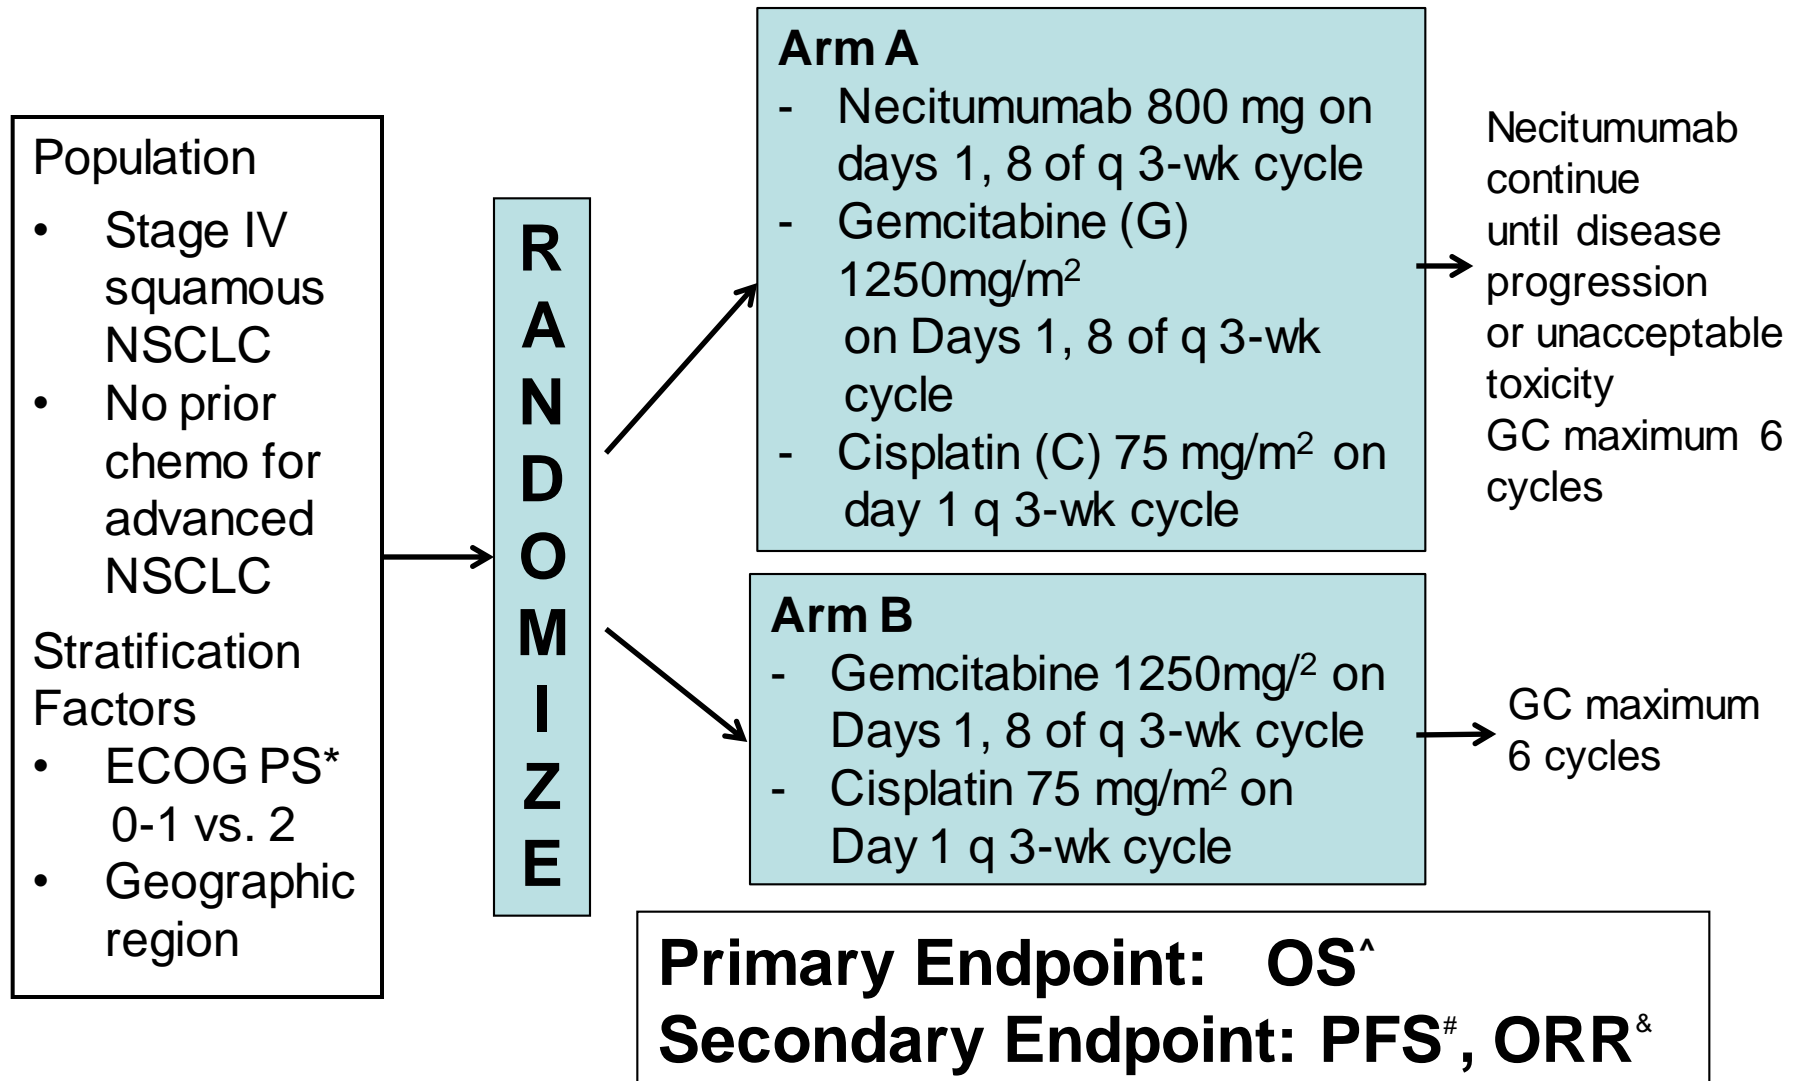 Population
• Stage IV
squamous
NSCLC
• No prior
chemo for
advanced
NSCLC
Stratification
Factors
• ECOG PS*
0-1 vs. 2
• Geographic
region
R
A
N
D
O
M
I
Z
E
Arm A
- Necitumumab 800 mg on
days 1, 8 of q 3-wk cycle
- Gemcitabine (G)
1250mg/m²
on Days 1, 8 of q 3-wk
cycle
- Cisplatin (C) 75 mg/m² on
day 1 q 3-wk cycle
Necitumumab
continue
until disease
progression
or unacceptable
toxicity
GC maximum 6
cycles
Arm B
- Gemcitabine 1250mg/² on
Days 1, 8 of q 3-wk cycle
- Cisplatin 75 mg/m² on
Day 1 q 3-wk cycle
GC maximum
6 cycles
Primary Endpoint: OS^
Secondary Endpoint: PFS#, ORR&